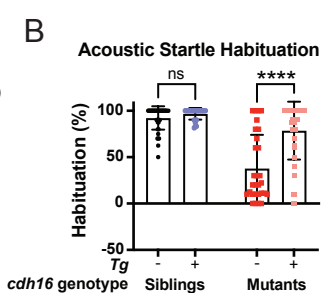 B
Acoustic Startle Habituation
ns ****
Habituation (%)
100
50
0
-50
Tg - + - +
cdh16 genotype Siblings Mutants